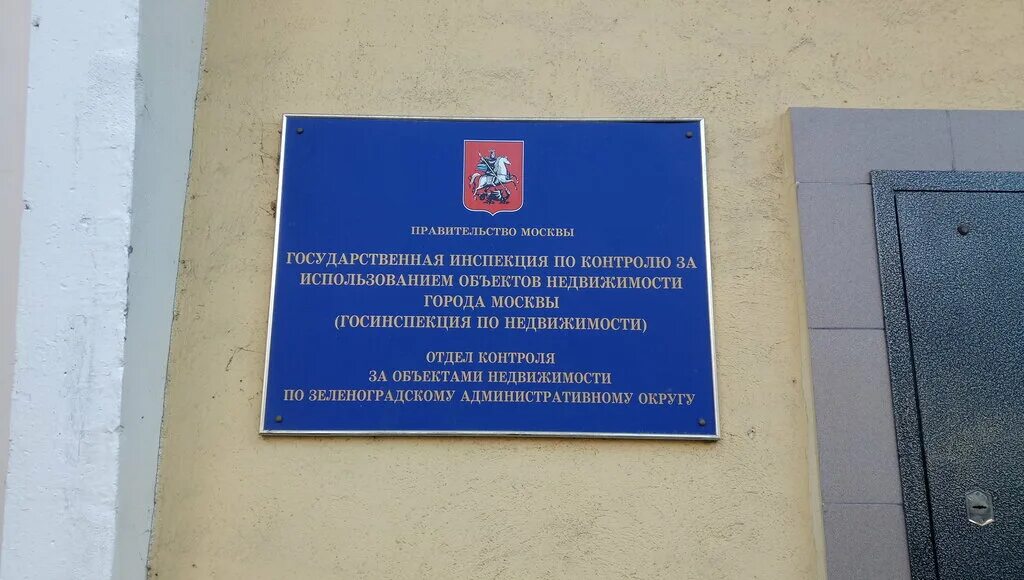 ПРАВИТЕЛЬСТВО МОСКВЫ
ГОСУДАРСТВЕННАЯ ИНСПЕКЦИЯ ПО КОНТРОЛЮ ЗА
ИСПОЛЬЗОВАНИЕМ ОБЪЕКТОВ НЕДВИЖИМОСТИ
ГОРОДА МОСКВЫ
(ГОСИНСПЕКЦИЯ ПО НЕДВИЖИМОСТИ)
ОТДЕЛ КОНТРОЛЯ
ЗА ОБЪЕКТАМИ НЕДВИЖИМОСТИ
ПО ЗЕЛЕНОГРАДСКОМУ АДМИНИСТРАТИВНОМУ ОКРУГУ